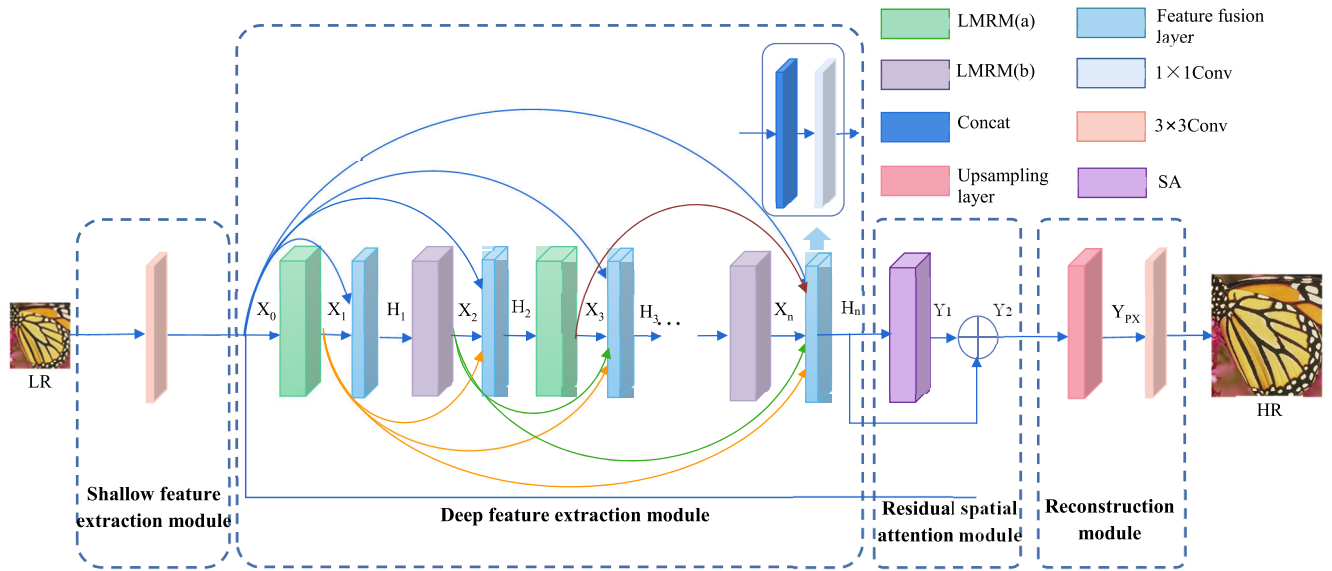 LMRM(a)
Feature fusion
layer
LMRM(b)
1×1Conv
Concat
3×3Conv
Upsampling
layer
SA
X0
X1
H1
X2
H2
X3
H3
...
Xn
Hn
Y1
Y2
YPX
LR
HR
Shallow feature
extraction module
Deep feature extraction module
Residual spatial
attention module
Reconstruction
module